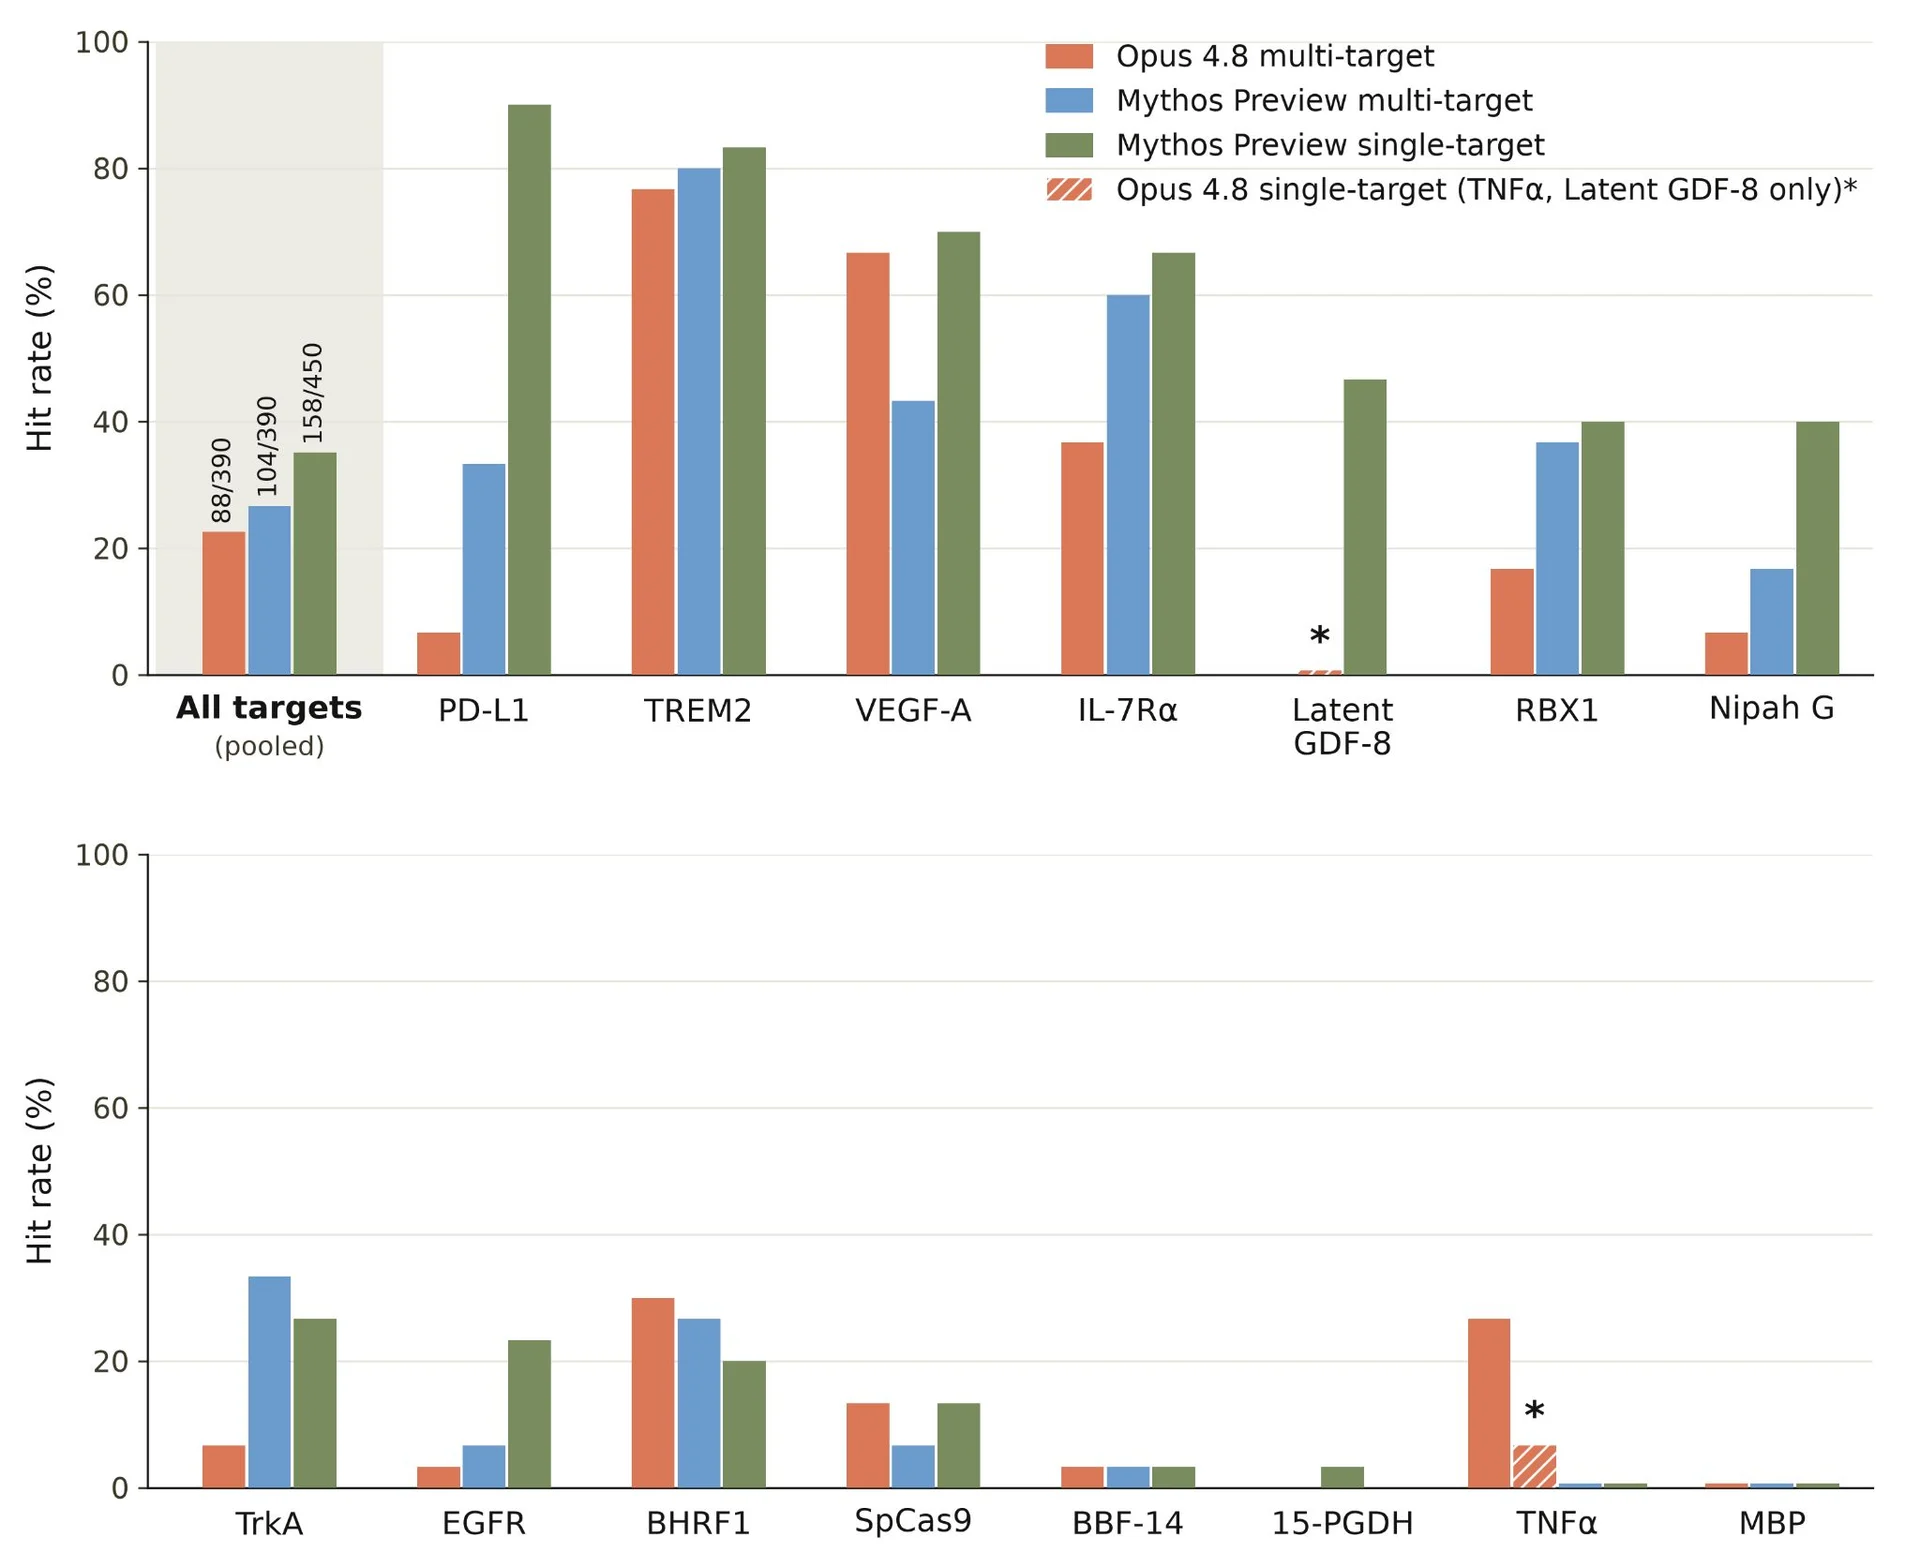 100
80
60
40
20
0
Hit rate (%)
Opus 4.8 multi-target
Mythos Preview multi-target
Mythos Preview single-target
Opus 4.8 single-target (TNFα, Latent GDF-8 only)*
88/390
104/390
158/450
*
All targets
(pooled)
PD-L1
TREM2
VEGF-A
IL-7Rα
Latent
GDF-8
RBX1
Nipah G
100
80
60
40
20
0
Hit rate (%)
*
TrkA
EGFR
BHRF1
SpCas9
BBF-14
15-PGDH
TNFα
MBP